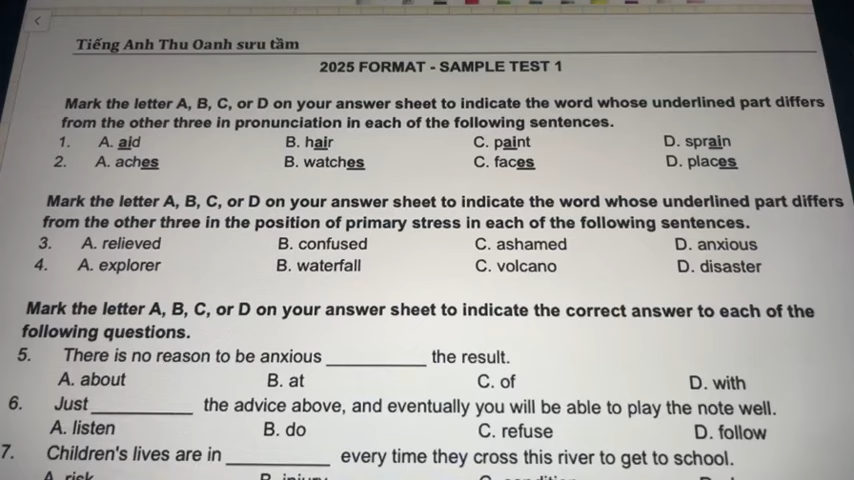 Tiếng Anh Thu Oanh sưu tầm
2025 FORMAT - SAMPLE TEST 1
Mark the letter A, B, C, or D on your answer sheet to indicate the word whose underlined part differs
from the other three in pronunciation in each of the following sentences.
1. A. aid B. hair C. paint D. sprain
2. A. aches B. watches C. faces D. places
Mark the letter A, B, C, or D on your answer sheet to indicate the word whose underlined part differs
from the other three in the position of primary stress in each of the following sentences.
3. A. relieved B. confused C. ashamed D. anxious
4. A. explorer B. waterfall C. volcano D. disaster
Mark the letter A, B, C, or D on your answer sheet to indicate the correct answer to each of the
following questions.
5. There is no reason to be anxious __________ the result.
A. about B. at C. of D. with
6. Just __________ the advice above, and eventually you will be able to play the note well.
A. listen B. do C. refuse D. follow
7. Children's lives are in __________ every time they cross this river to get to school.
A. risk B. injury